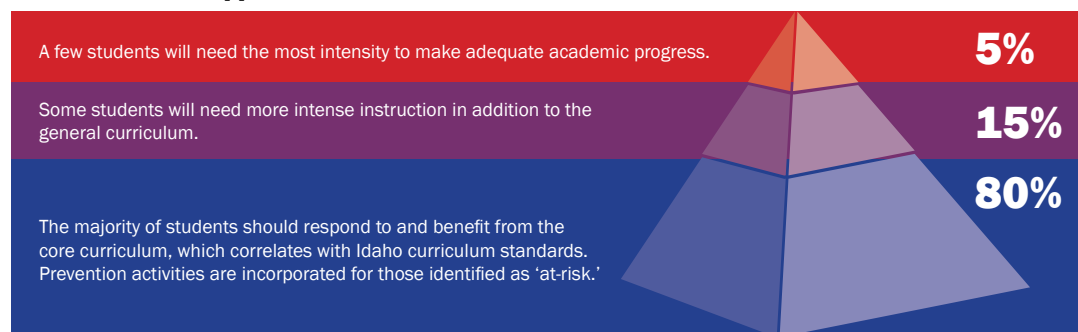 A few students will need the most intensity to make adequate academic progress.
5%
Some students will need more intense instruction in addition to the
general curriculum.
15%
80%
The majority of students should respond to and benefit from the
core curriculum, which correlates with Idaho curriculum standards.
Prevention activities are incorporated for those identified as ‘at-risk.’